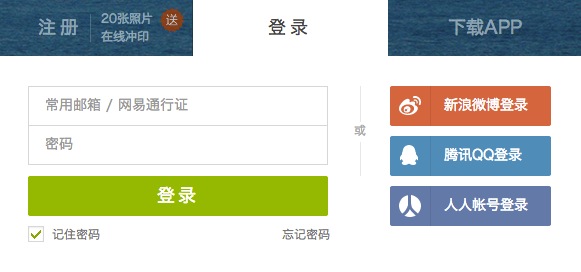 注册
20张照片
在线冲印
送
登录
下载APP
常用邮箱 / 网易通行证
密码
登录
记住密码
忘记密码
或
新浪微博登录
腾讯QQ登录
人人帐号登录